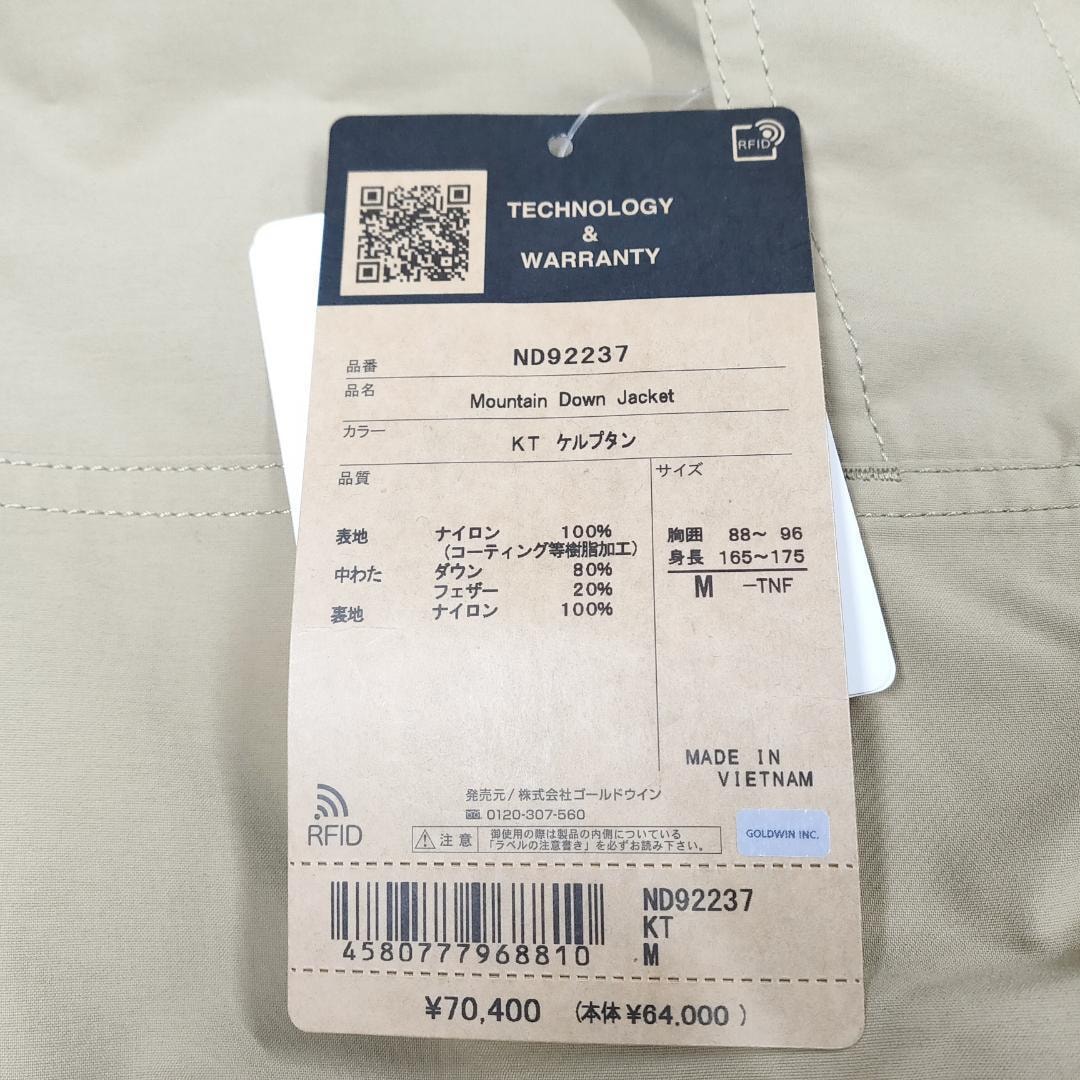 RFID
TECHNOLOGY
&
WARRANTY
品番 ND92237
品名 Mountain Down Jacket
カラー KT ケルプタン
品質
表地 ナイロン 100%
(コーティング等樹脂加工)
中わた ダウン 80%
フェザー 20%
裏地 ナイロン 100%
サイズ
胸囲 88～ 96
身長 165～175
M －TNF
MADE IN
VIETNAM
発売元/株式会社ゴールドウイン
0120-307-560
RFID
注意 御使用の際は製品の内側についている
「ラベルの注意書き」を必ずお読み下さい。
GOLDWIN INC.
4580777968810
ND92237
KT
M
¥70,400 (本体 ¥64,000 )